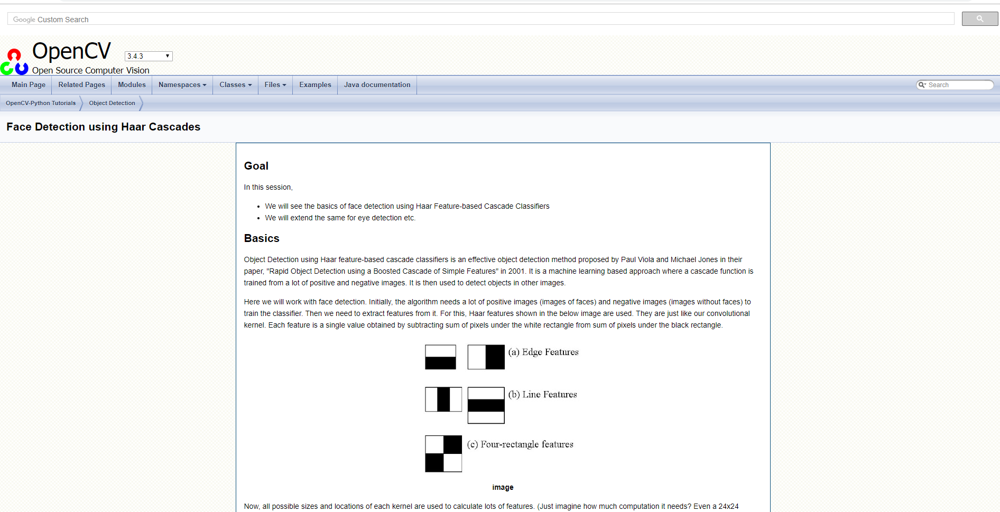 Google Custom Search
OpenCV
3.4.3
Open Source Computer Vision
Main Page Related Pages Modules Namespaces Classes Files Examples Java documentation Search
OpenCV-Python Tutorials Object Detection
Face Detection using Haar Cascades
Goal
In this session,
• We will see the basics of face detection using Haar Feature-based Cascade Classifiers
• We will extend the same for eye detection etc.
Basics
Object Detection using Haar feature-based cascade classifiers is an effective object detection method proposed by Paul Viola and Michael Jones in their
paper, "Rapid Object Detection using a Boosted Cascade of Simple Features" in 2001. It is a machine learning based approach where a cascade function is
trained from a lot of positive and negative images. It is then used to detect objects in other images.
Here we will work with face detection. Initially, the algorithm needs a lot of positive images (images of faces) and negative images (images without faces) to
train the classifier. Then we need to extract features from it. For this, Haar features shown in the below image are used. They are just like our convolutional
kernel. Each feature is a single value obtained by subtracting sum of pixels under the white rectangle from sum of pixels under the black rectangle.
(a) Edge Features
(b) Line Features
(c) Four-rectangle features
image
Now, all possible sizes and locations of each kernel are used to calculate lots of features. (Just imagine how much computation it needs? Even a 24x24